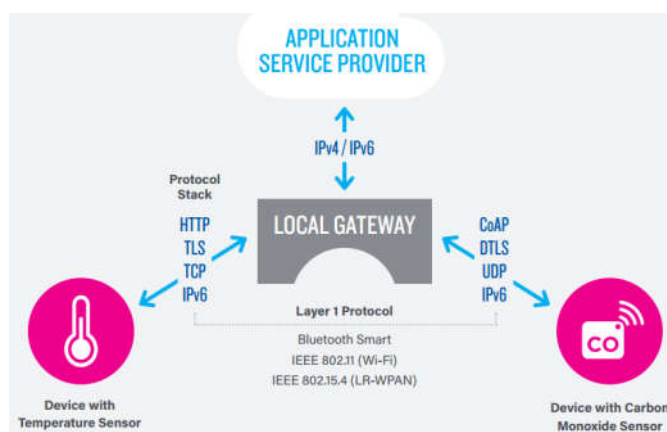 APPLICATION
SERVICE PROVIDER
IPv4 / IPv6
Protocol
Stack
HTTP
TLS
TCP
IPv6
LOCAL GATEWAY
CoAP
DTLS
UDP
IPv6
Layer 1 Protocol
Bluetooth Smart
IEEE 802.11 (Wi-Fi)
IEEE 802.15.4 (LR-WPAN)
CO
Device with
Temperature Sensor
Device with Carbon
Monoxide Sensor